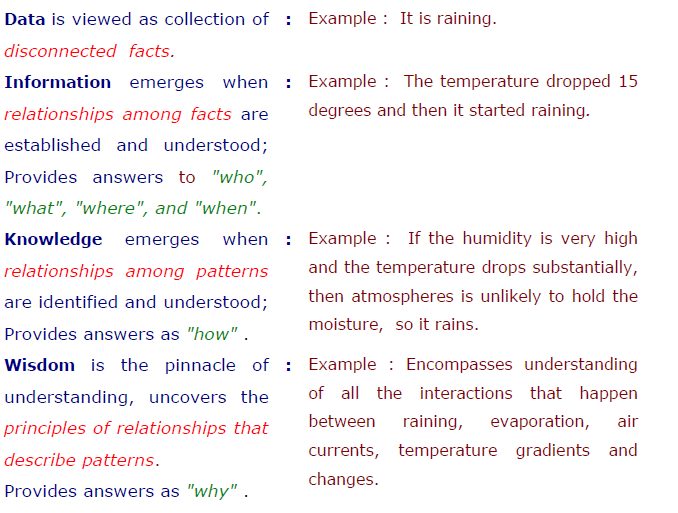 Data is viewed as collection of : Example : It is raining.
disconnected facts.
Information emerges when : Example : The temperature dropped 15
relationships among facts are degrees and then it started raining.
established and understood;
Provides answers to "who",
"what", "where", and "when".
Knowledge emerges when : Example : If the humidity is very high
relationships among patterns and the temperature drops substantially,
are identified and understood; then atmospheres is unlikely to hold the
Provides answers as "how" . moisture, so it rains.
Wisdom is the pinnacle of : Example : Encompasses understanding
understanding, uncovers the of all the interactions that happen
principles of relationships that between raining, evaporation, air
describe patterns. currents, temperature gradients and
Provides answers as "why" . changes.